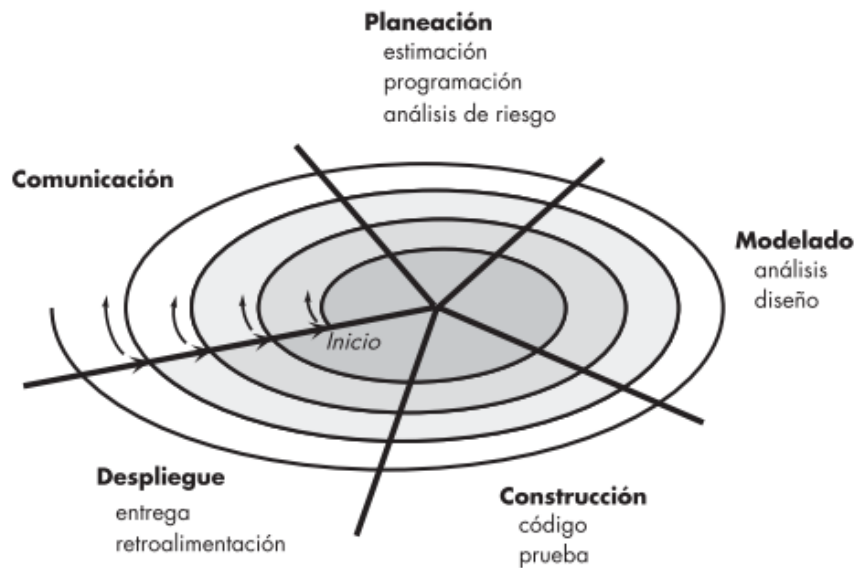 Planeación
estimación
programación
análisis de riesgo
Comunicación
Modelado
análisis
diseño
Inicio
Despliegue
entrega
retroalimentación
Construcción
código
prueba